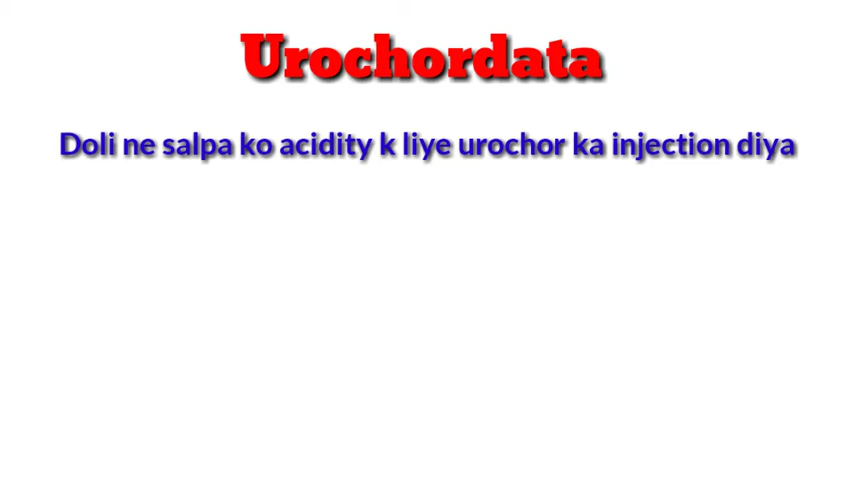 Urochordata
Doli ne salpa ko acidity k liye urochor ka injection diya